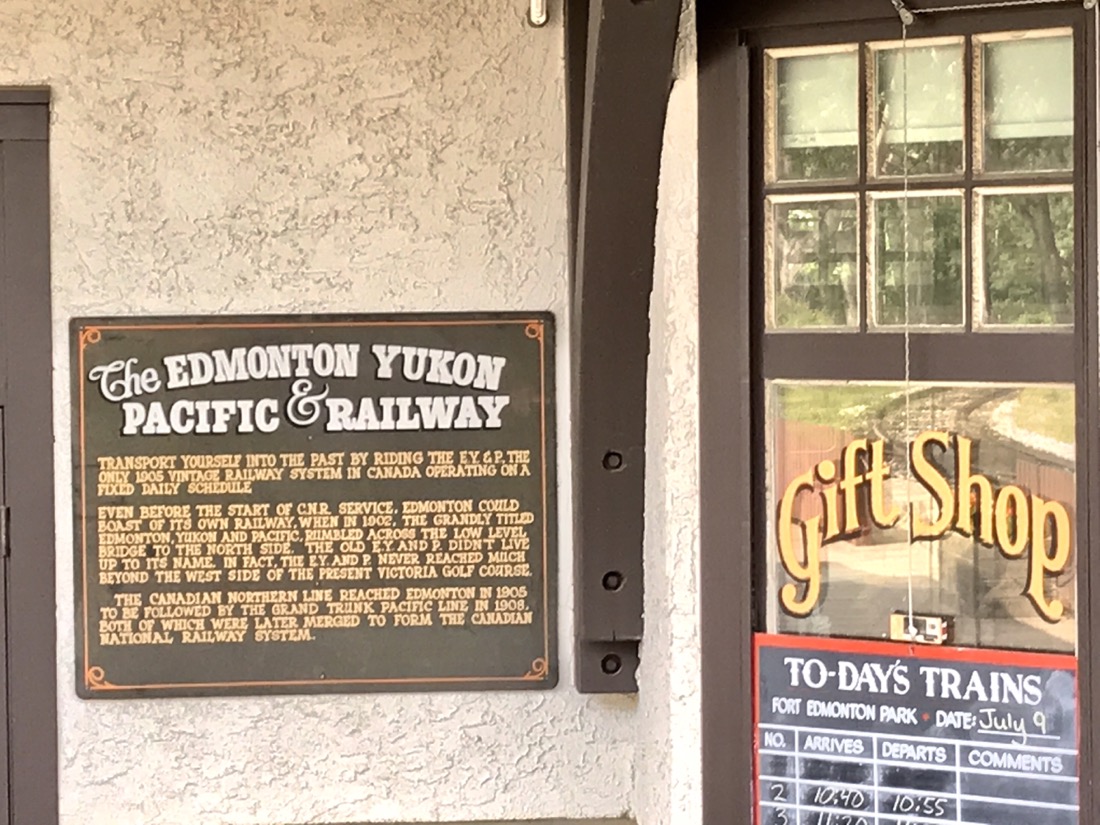 The EDMONTON YUKON
& PACIFIC RAILWAY
TRANSPORT YOURSELF INTO THE PAST BY RIDING THE E.Y. & P. THE
ONLY 1905 VINTAGE RAILWAY SYSTEM IN CANADA OPERATING ON A
FIXED DAILY SCHEDULE
EVEN BEFORE THE START OF C.N.R. SERVICE, EDMONTON COULD
BOAST OF ITS OWN RAILWAY, WHEN IN 1902, THE GRANDLY TITLED
EDMONTON, YUKON AND PACIFIC, RUMBLED ACROSS THE LOW LEVEL
BRIDGE TO THE NORTH SIDE. THE OLD E.Y. AND P. DIDN'T LIVE
UP TO ITS NAME. IN FACT, THE E.Y. AND P. NEVER REACHED MUCH
BEYOND THE WEST SIDE OF THE PRESENT VICTORIA GOLF COURSE.
THE CANADIAN NORTHERN LINE REACHED EDMONTON IN 1905
TO BE FOLLOWED BY THE GRAND TRUNK PACIFIC LINE IN 1908,
BOTH OF WHICH WERE LATER MERGED TO FORM THE CANADIAN
NATIONAL RAILWAY SYSTEM.
Gift Shop
TO-DAY'S TRAINS
FORT EDMONTON PARK • DATE: July 9
NO. ARRIVES DEPARTS COMMENTS
2 10:40 10:55
3